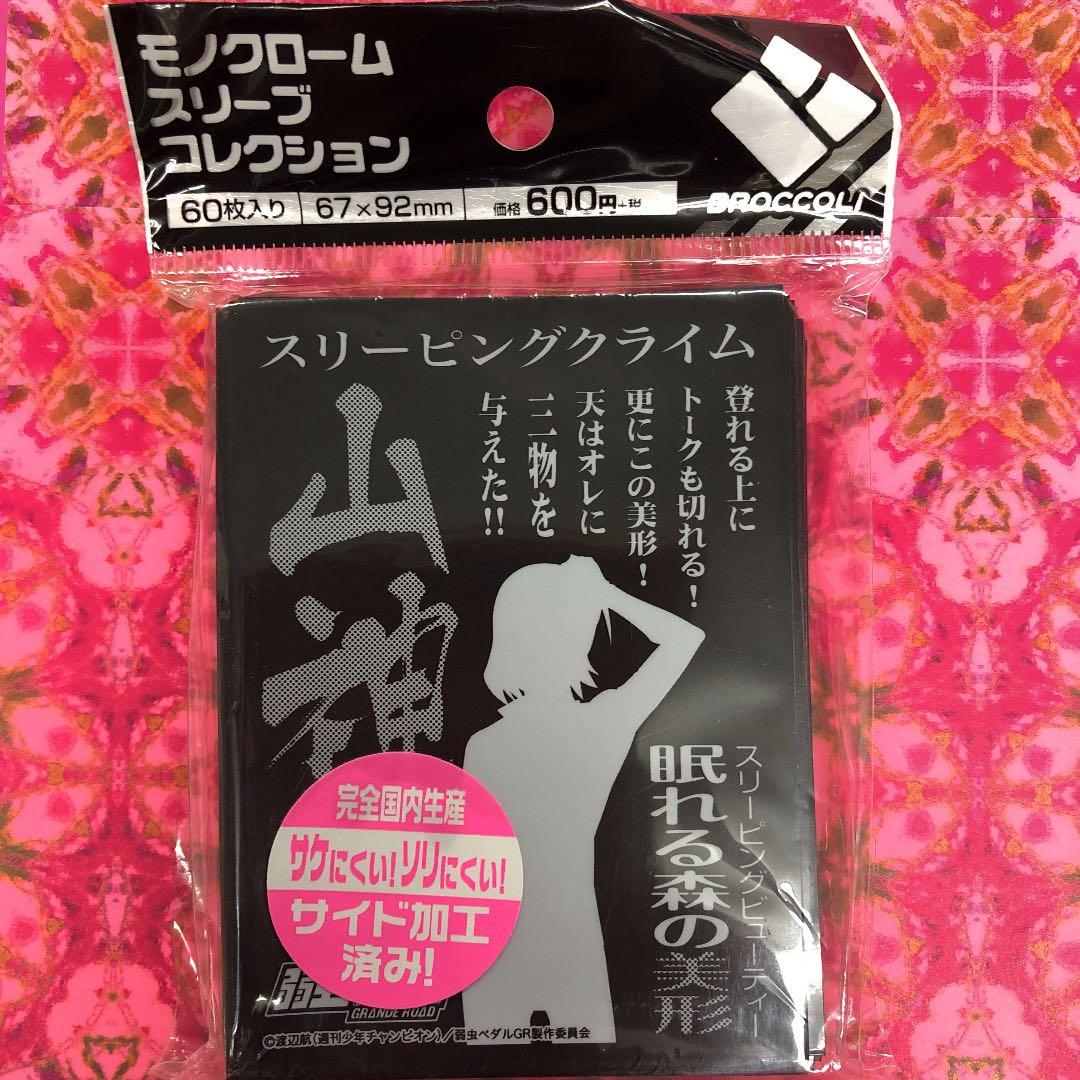 モノクローム
スリーブ
コレクション
60枚入り
67×92mm
価格 600円+税
BROCCOLI
スリーピングクライム
登れる上に
トークも切れる!
更にこの美形!
天はオレに
三物を
与えた!!
山神
眠れる森の美形
スリーピングビューティー
完全国内生産
サケにくい!ソリにくい!
サイド加工
済み!
弱虫
GRANDE ROAD
©渡辺航(週刊少年チャンピオン)/弱虫ペダルGR製作委員会